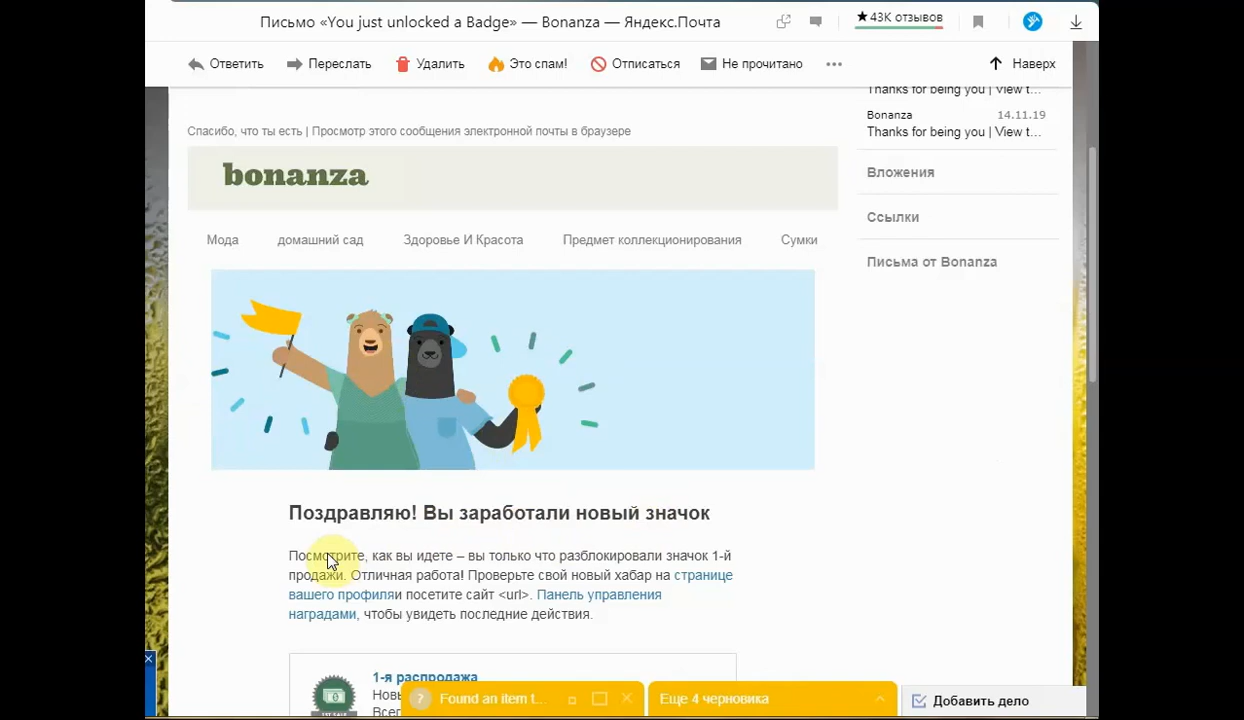 Письмо «You just unlocked a Badge» — Bonanza — Яндекс.Почта
★ 43K отзывов
Ответить
Переслать
Удалить
Это спам!
Отписаться
Не прочитано
Наверх
Thanks for being you | View t...
Bonanza 14.11.19
Thanks for being you | View t...
Вложения
Ссылки
Письма от Bonanza
Спасибо, что ты есть | Просмотр этого сообщения электронной почты в браузере
bonanza
Мода домашний сад Здоровье И Красота Предмет коллекционирования Сумки
Поздравляю! Вы заработали новый значок
Посмотрите, как вы идете – вы только что разблокировали значок 1-й
продажи. Отличная работа! Проверьте свой новый хабар на странице
вашего профиляи посетите сайт <url>. Панель управления
наградами, чтобы увидеть последние действия.
1-я распродажа
Found an item t...
Еще 4 черновика
Добавить дело